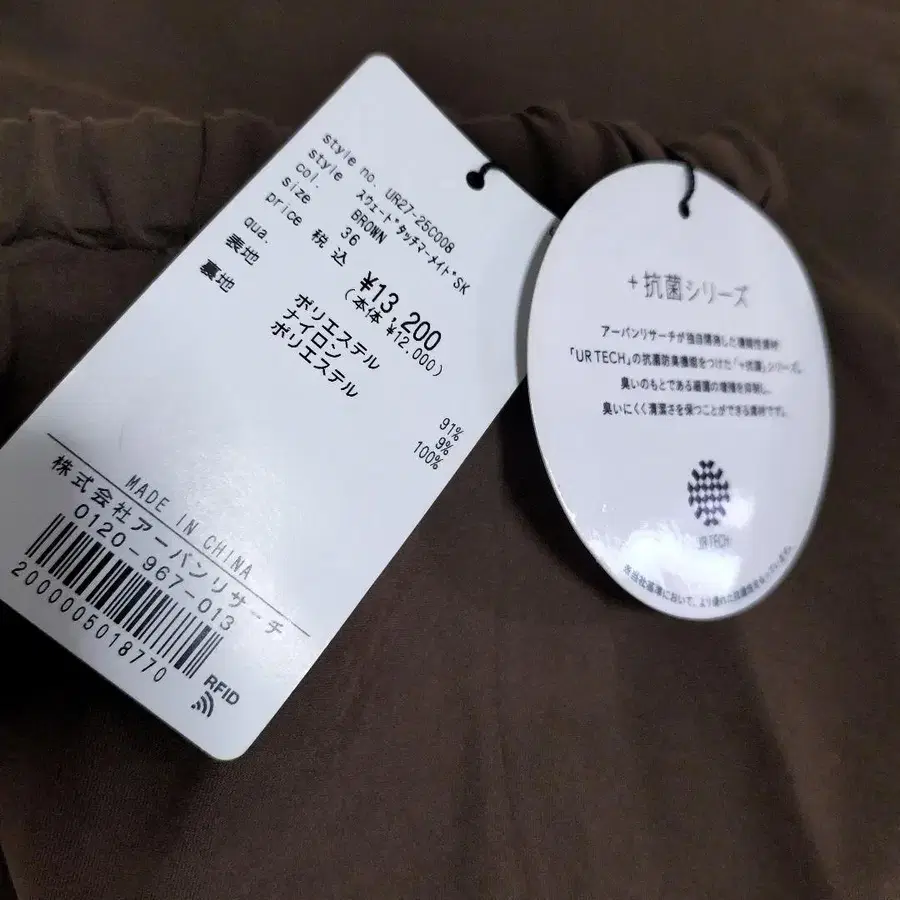 style no. UR27-25C008
style スウェードタッチマーメイドSK
col. BROWN
size 36
price 税込 ¥13,200
(本体 ¥12,000)
qua.
表地 ポリエステル 91%
ナイロン 9%
裏地 ポリエステル 100%
MADE IN CHINA
株式会社アーバンリサーチ
0120-967-013
2000005018770
RFID
+抗菌シリーズ
アーバンリサーチが独自開発した機能性素材
「UR TECH」の抗菌防臭機能をつけた「+抗菌」シリーズ。
臭いのもとである細菌の増殖を抑制し、
臭いにくく清潔さを保つことができる素材です。
UR TECH